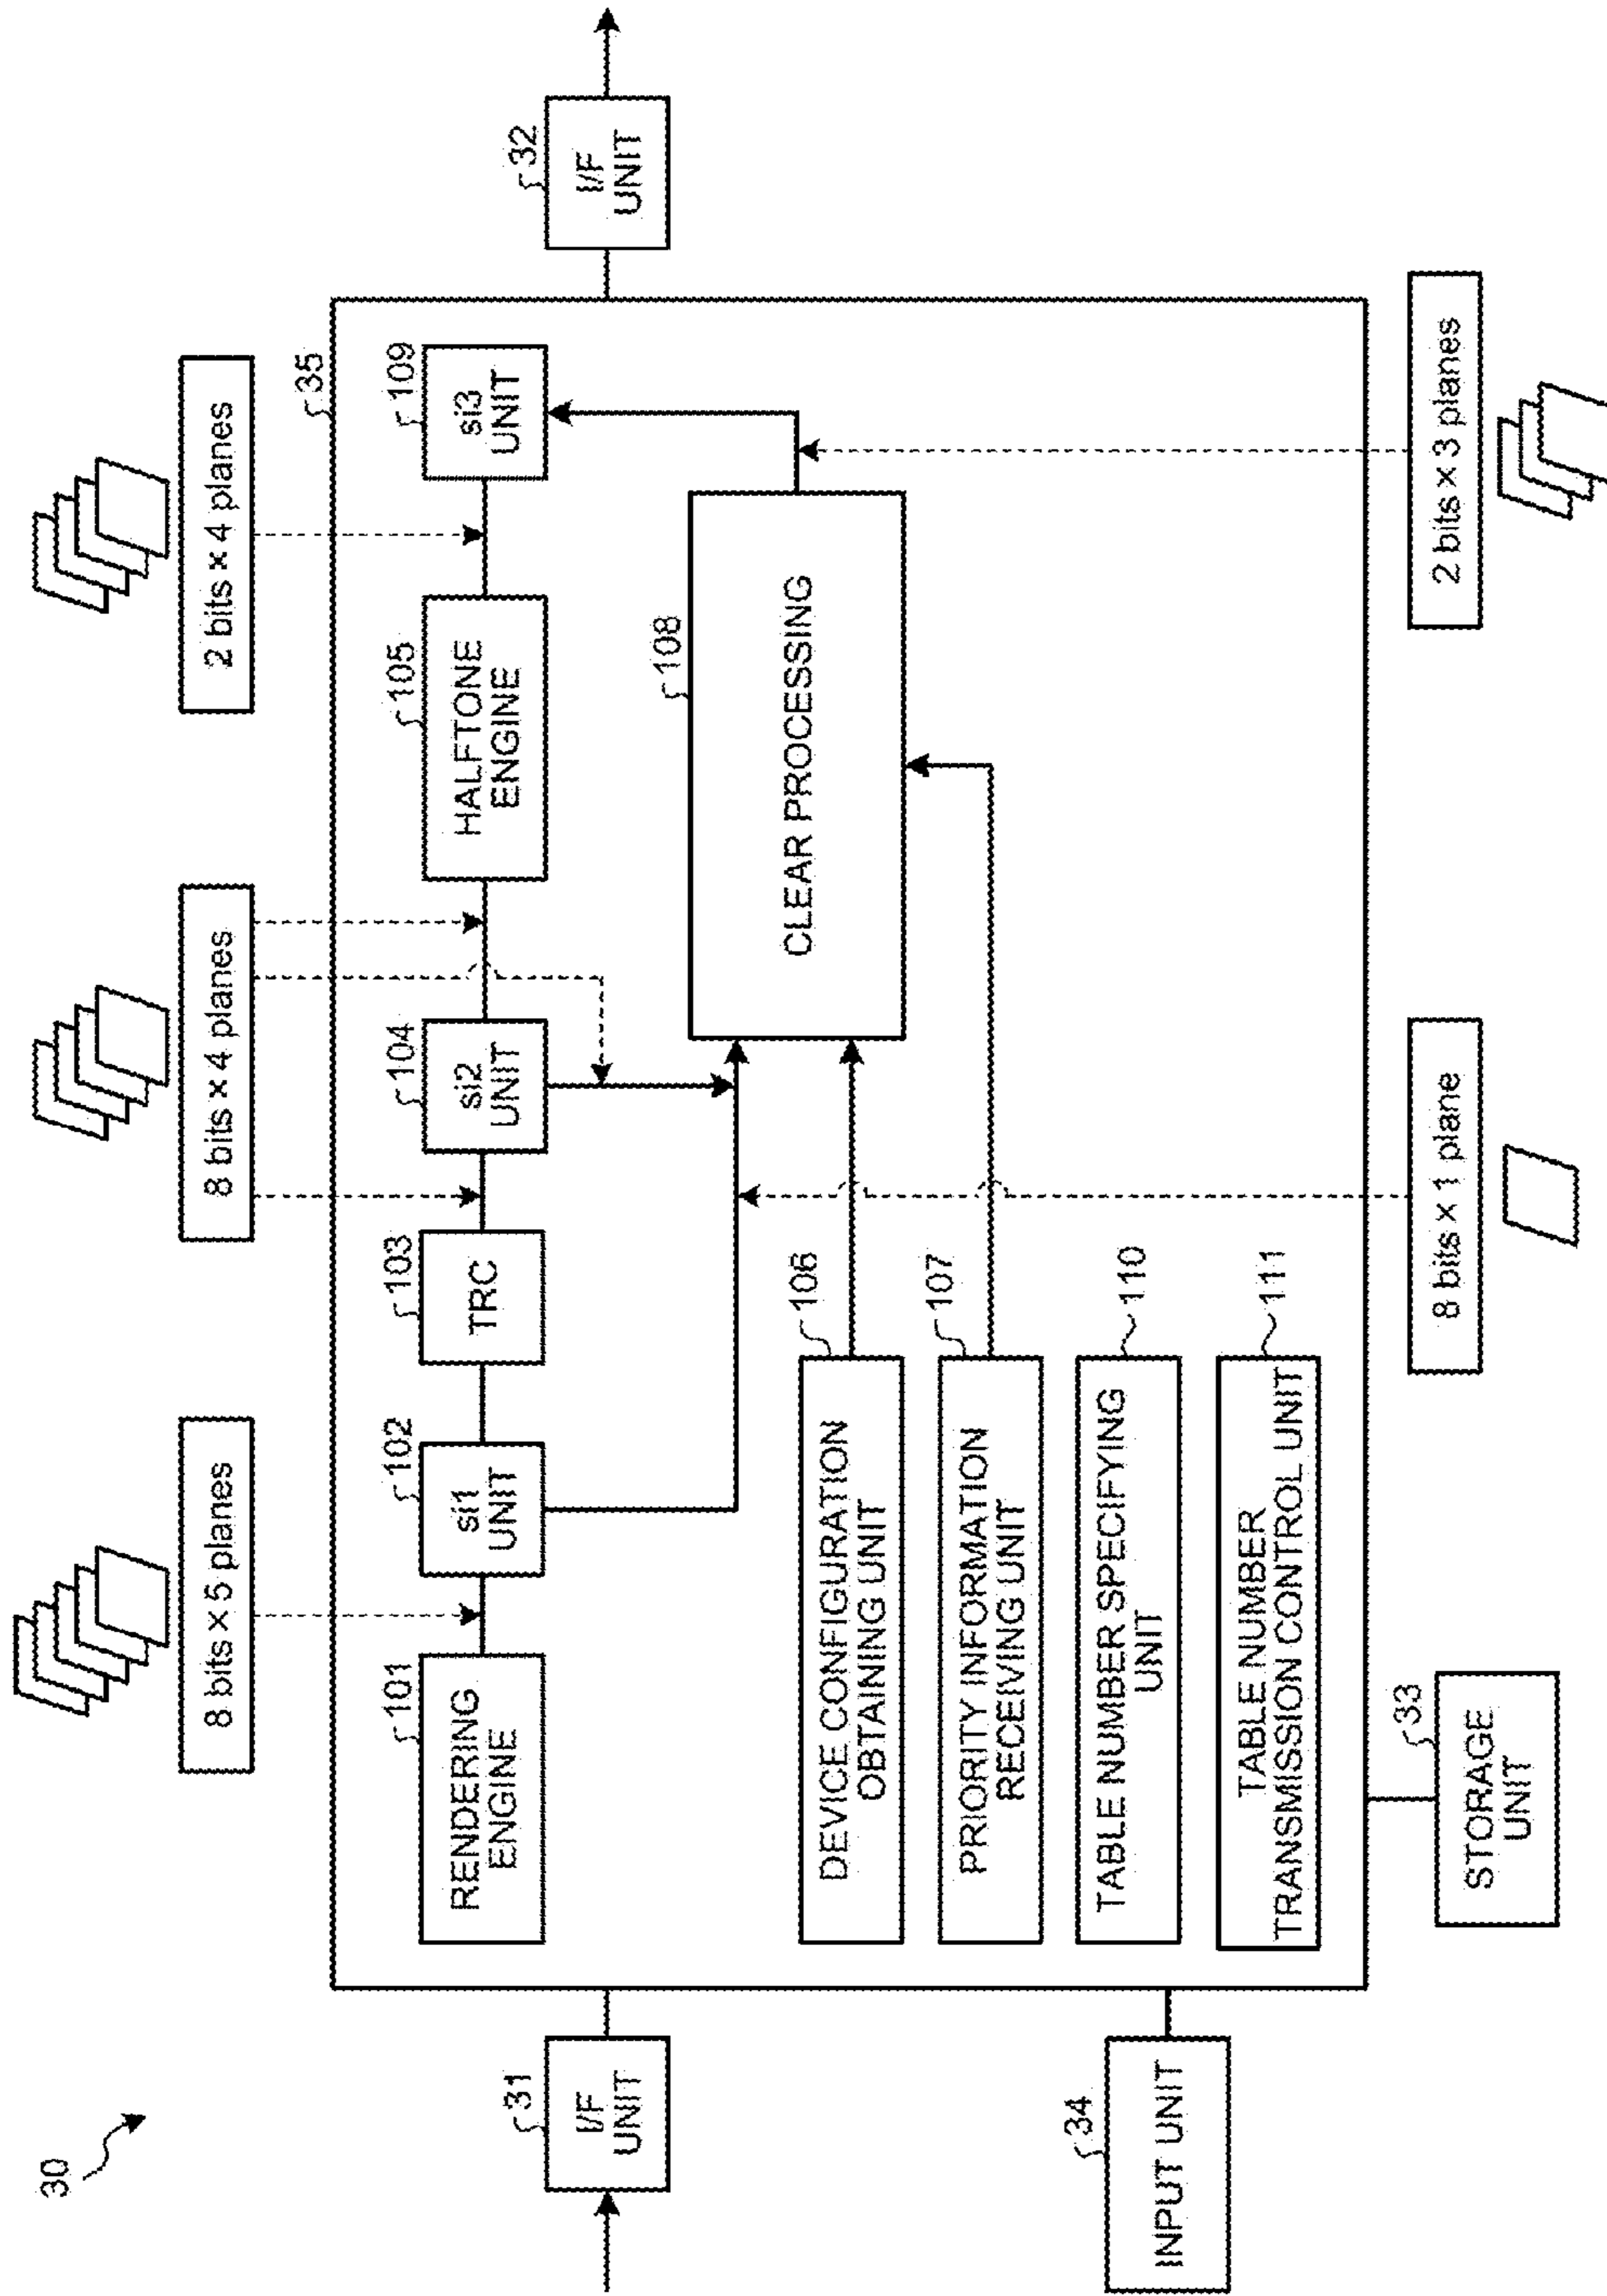 30
8 bits × 5 planes
8 bits × 4 planes
2 bits × 4 planes
35
31
I/F
UNIT
101
RENDERING
ENGINE
102
si1
UNIT
103
TRC
104
si2
UNIT
105
HALFTONE
ENGINE
109
si3
UNIT
32
I/F
UNIT
108
CLEAR PROCESSING
106
DEVICE CONFIGURATION
OBTAINING UNIT
107
PRIORITY INFORMATION
RECEIVING UNIT
110
TABLE NUMBER SPECIFYING
UNIT
111
TABLE NUMBER
TRANSMISSION CONTROL UNIT
34
INPUT UNIT
33
STORAGE
UNIT
8 bits × 1 plane
2 bits × 3 planes